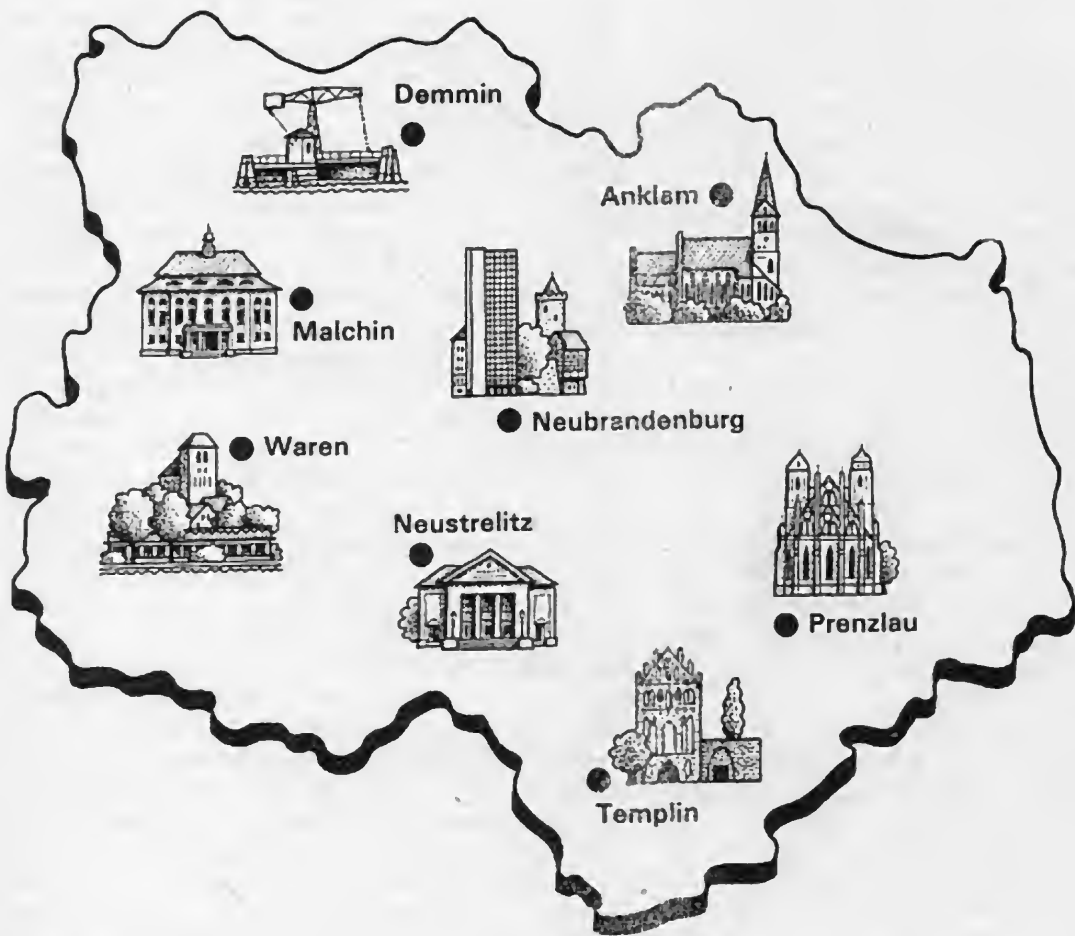 Demmin
Anklam
Malchin
Neubrandenburg
Waren
Neustrelitz
Prenzlau
Templin